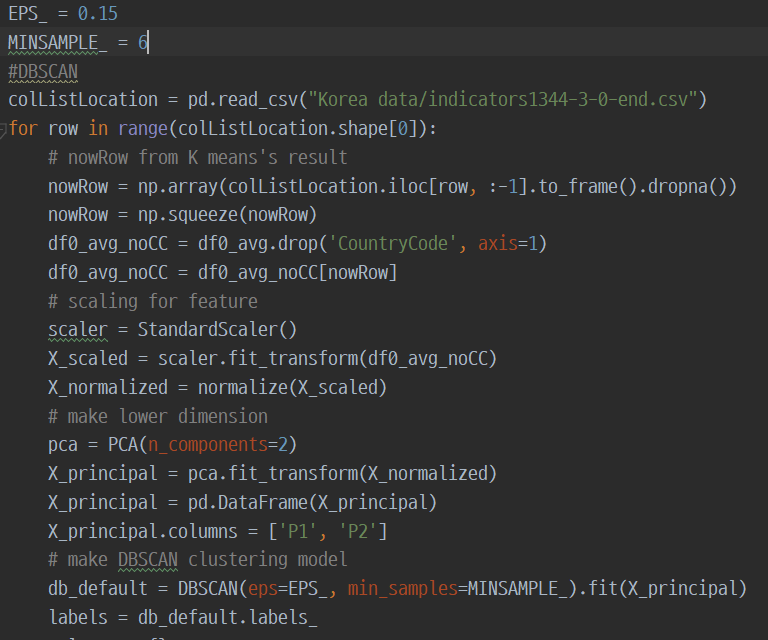 EPS_ = 0.15
MINSAMPLE_ = 6
#DBSCAN
colListLocation = pd.read_csv("Korea data/indicators1344-3-0-end.csv")
for row in range(colListLocation.shape[0]):
    # nowRow from K means's result
    nowRow = np.array(colListLocation.iloc[row, :-1].to_frame().dropna())
    nowRow = np.squeeze(nowRow)
    df0_avg_noCC = df0_avg.drop('CountryCode', axis=1)
    df0_avg_noCC = df0_avg_noCC[nowRow]
    # scaling for feature
    scaler = StandardScaler()
    X_scaled = scaler.fit_transform(df0_avg_noCC)
    X_normalized = normalize(X_scaled)
    # make lower dimension
    pca = PCA(n_components=2)
    X_principal = pca.fit_transform(X_normalized)
    X_principal = pd.DataFrame(X_principal)
    X_principal.columns = ['P1', 'P2']
    # make DBSCAN clustering model
    db_default = DBSCAN(eps=EPS_, min_samples=MINSAMPLE_).fit(X_principal)
    labels = db_default.labels_